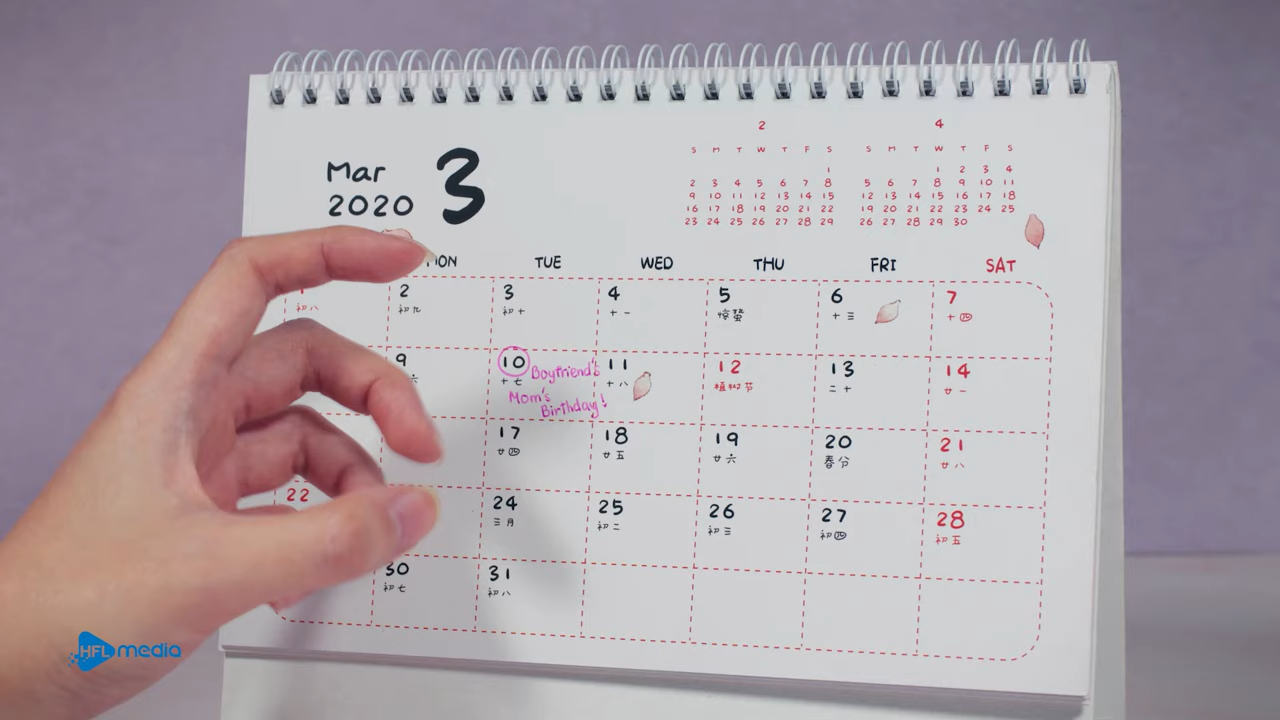 Mar
2020
3
2
S M T W T F S
1
2 3 4 5 6 7 8
9 10 11 12 13 14 15
16 17 18 19 20 21 22
23 24 25 26 27 28 29
4
S M T W T F S
1 2 3 4
5 6 7 8 9 10 11
12 13 14 15 16 17 18
19 20 21 22 23 24 25
26 27 28 29 30
TUE WED THU FRI SAT
2 3 4 5 6 7
初八 初九 初十 十一 惊蛰 十三 十四
9 10 11 12 13 14
十七 十八 植树节 二十 廿一
Boyfriend's
Mom's
Birthday!
17 18 19 20 21
廿四 廿五 廿六 春分 廿八
22 24 25 26 27 28
三月 初二 初三 初四 初五
30 31
初七 初八
HFL media